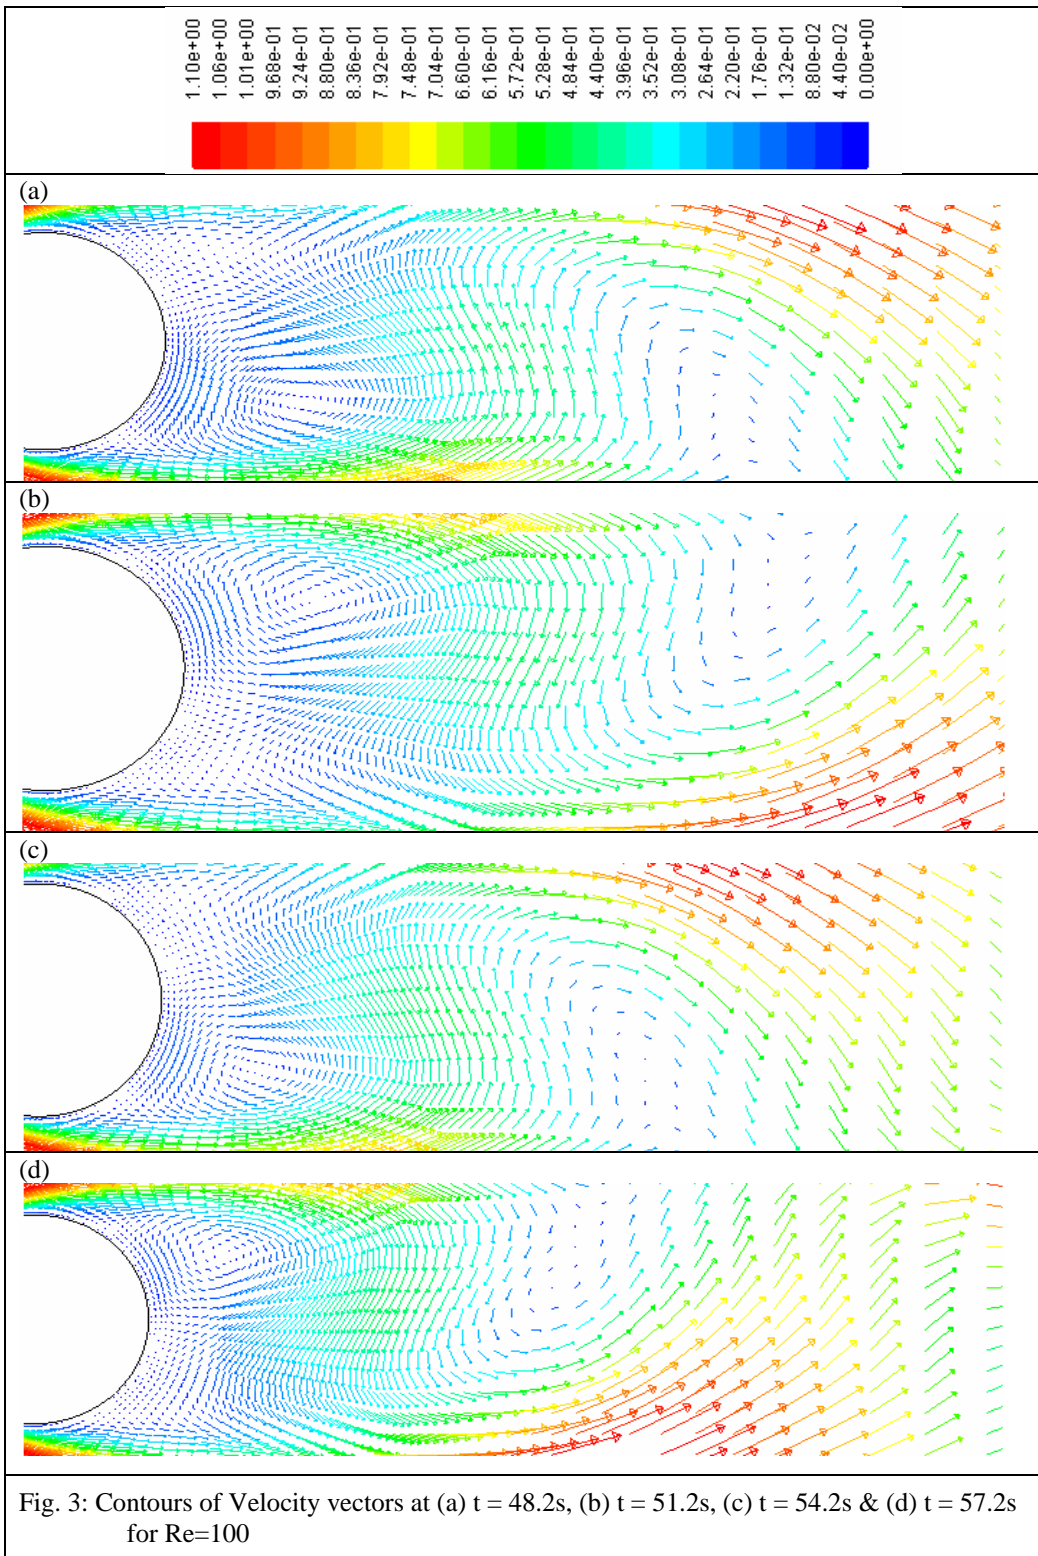 1.10e+00
1.06e+00
1.01e+00
9.68e-01
9.24e-01
8.80e-01
8.36e-01
7.92e-01
7.48e-01
7.04e-01
6.60e-01
6.16e-01
5.72e-01
5.28e-01
4.84e-01
4.40e-01
3.96e-01
3.52e-01
3.08e-01
2.64e-01
2.20e-01
1.76e-01
1.32e-01
8.80e-02
4.40e-02
0.00e+00
(a)
(b)
(c)
(d)
Fig. 3: Contours of Velocity vectors at (a) t = 48.2s, (b) t = 51.2s, (c) t = 54.2s & (d) t = 57.2s
for Re=100